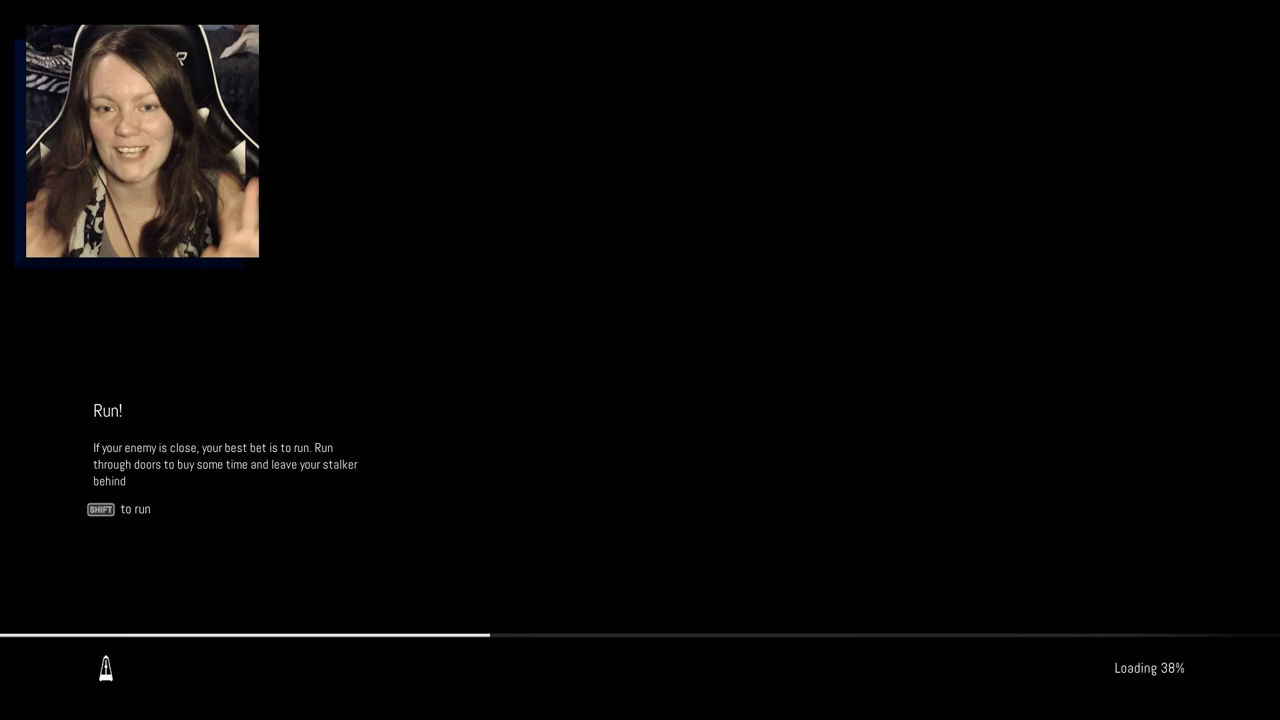 Run!
If your enemy is close, your best bet is to run. Run
through doors to buy some time and leave your stalker
behind
SHIFT to run
Loading 38%